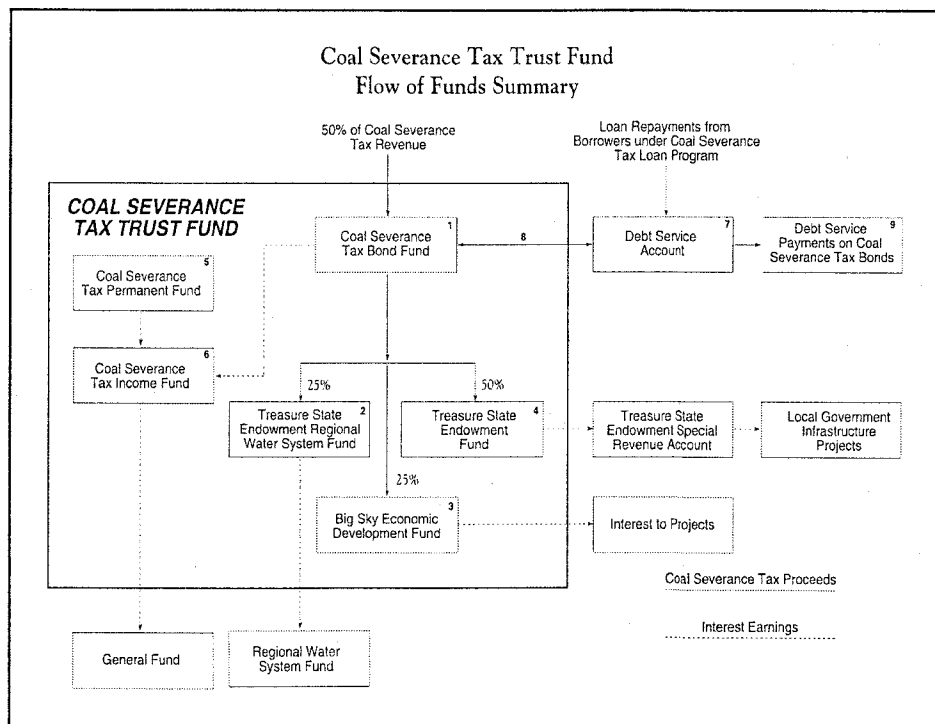 Coal Severance Tax Trust Fund
Flow of Funds Summary
50% of Coal Severance
Tax Revenue
Loan Repayments from
Borrowers under Coal Severance
Tax Loan Program
COAL SEVERANCE
TAX TRUST FUND
1
Coal Severance
Tax Bond Fund
8
7
Debt Service
Account
9
Debt Service
Payments on Coal
Severance Tax Bonds
5
Coal Severance
Tax Permanent Fund
6
Coal Severance
Tax Income Fund
25%
50%
2
Treasure State
Endowment Regional
Water System Fund
4
Treasure State
Endowment
Fund
Treasure State
Endowment Special
Revenue Account
Local Government
Infrastructure
Projects
25%
3
Big Sky Economic
Development Fund
Interest to Projects
Coal Severance Tax Proceeds
Interest Earnings
General Fund
Regional Water
System Fund